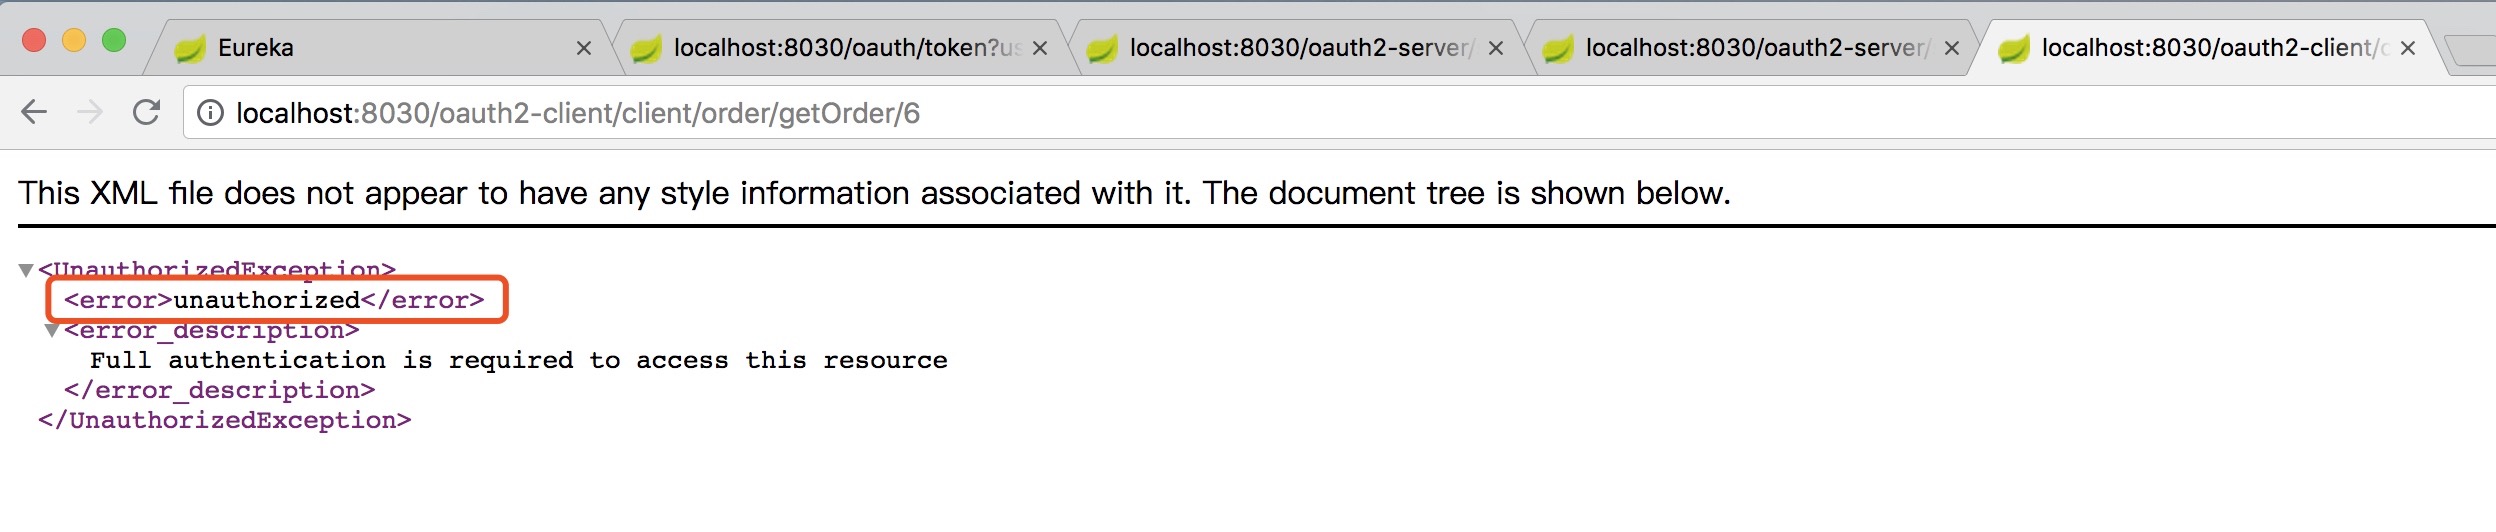 Eureka
localhost:8030/oauth/token?us
localhost:8030/oauth2-server/
localhost:8030/oauth2-server/
localhost:8030/oauth2-client/
localhost:8030/oauth2-client/client/order/getOrder/6
This XML file does not appear to have any style information associated with it. The document tree is shown below.
<UnauthorizedException>
<error>unauthorized</error>
<error_description>
Full authentication is required to access this resource
</error_description>
</UnauthorizedException>